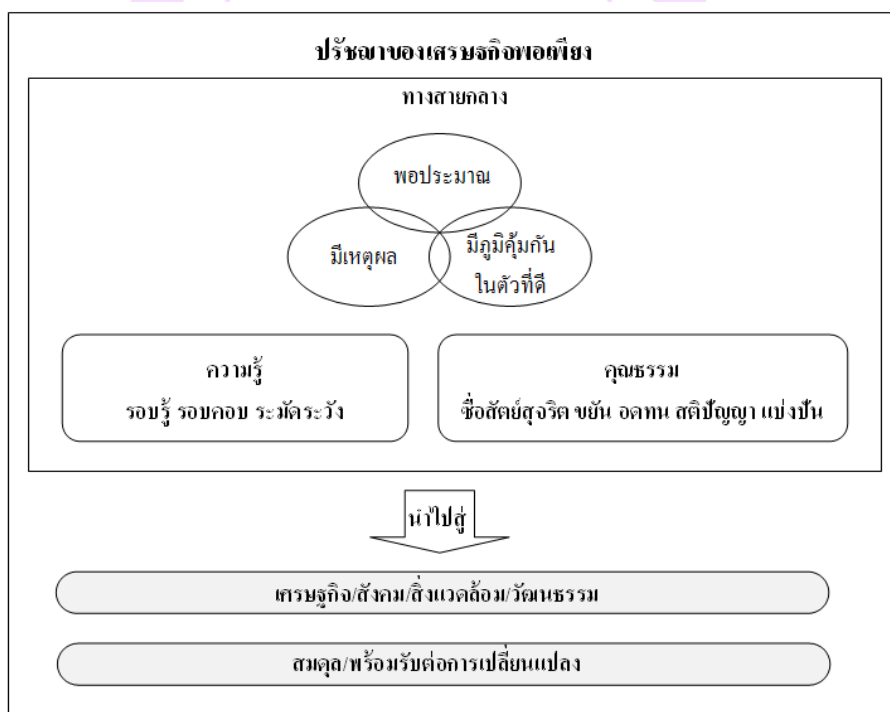 ปรัชญาของเศรษฐกิจพอเพียง
ทางสายกลาง
พอประมาณ
มีเหตุผล
มีภูมิคุ้มกัน
ในตัวที่ดี
ความรู้
รอบรู้ รอบคอบ ระมัดระวัง
คุณธรรม
ซื่อสัตย์สุจริต ขยัน อดทน สติปัญญา แบ่งปัน
นำไปสู่
เศรษฐกิจ/สังคม/สิ่งแวดล้อม/วัฒนธรรม
สมดุล/พร้อมรับต่อการเปลี่ยนแปลง